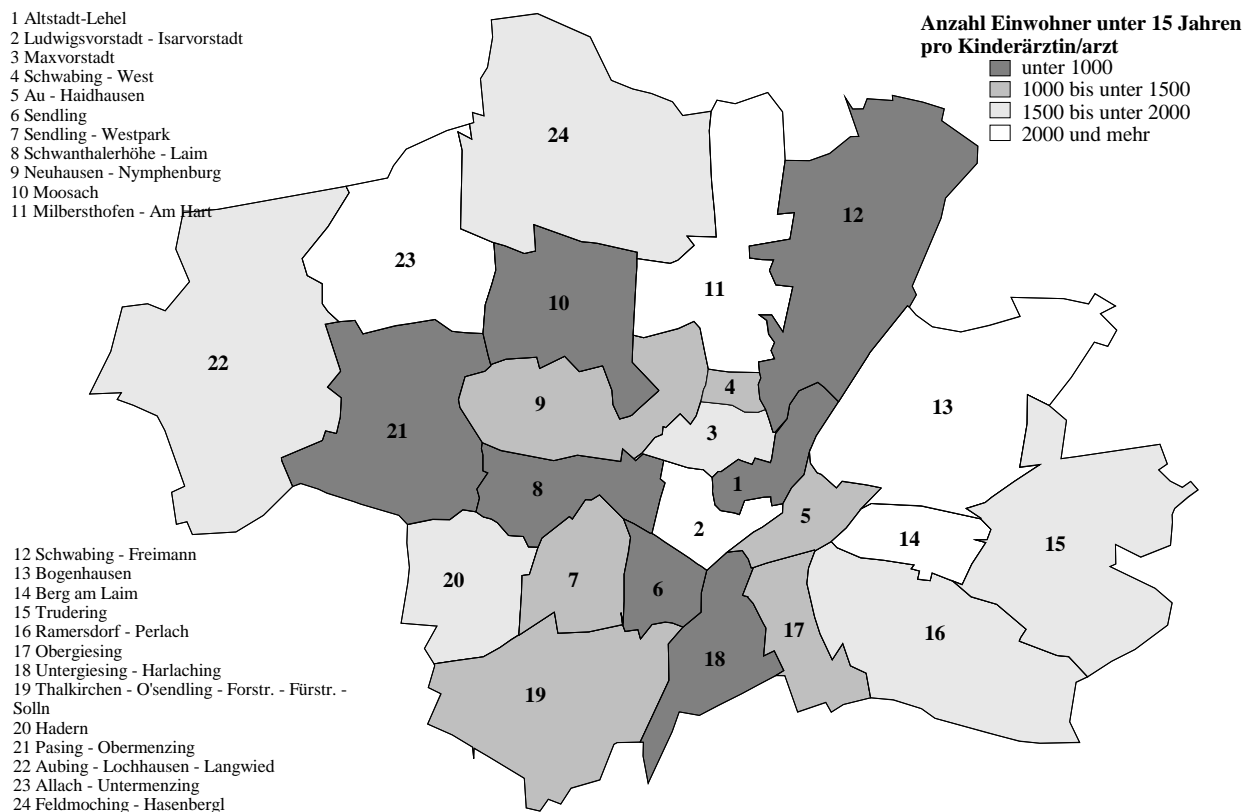 1 Altstadt-Lehel
2 Ludwigsvorstadt - Isarvorstadt
3 Maxvorstadt
4 Schwabing - West
5 Au - Haidhausen
6 Sendling
7 Sendling - Westpark
8 Schwanthalerhöhe - Laim
9 Neuhausen - Nymphenburg
10 Moosach
11 Milbersthofen - Am Hart
Anzahl Einwohner unter 15 Jahren
pro Kinderärztin/arzt
unter 1000
1000 bis unter 1500
1500 bis unter 2000
2000 und mehr
24
12
23
11
10
22
4
9
13
3
21
8
1
5
2
14
15
20
7
6
17
16
18
19
12 Schwabing - Freimann
13 Bogenhausen
14 Berg am Laim
15 Trudering
16 Ramersdorf - Perlach
17 Obergiesing
18 Untergiesing - Harlaching
19 Thalkirchen - O'sendling - Forstr. - Fürstr. -
Solln
20 Hadern
21 Pasing - Obermenzing
22 Aubing - Lochhausen - Langwied
23 Allach - Untermenzing
24 Feldmoching - Hasenbergl